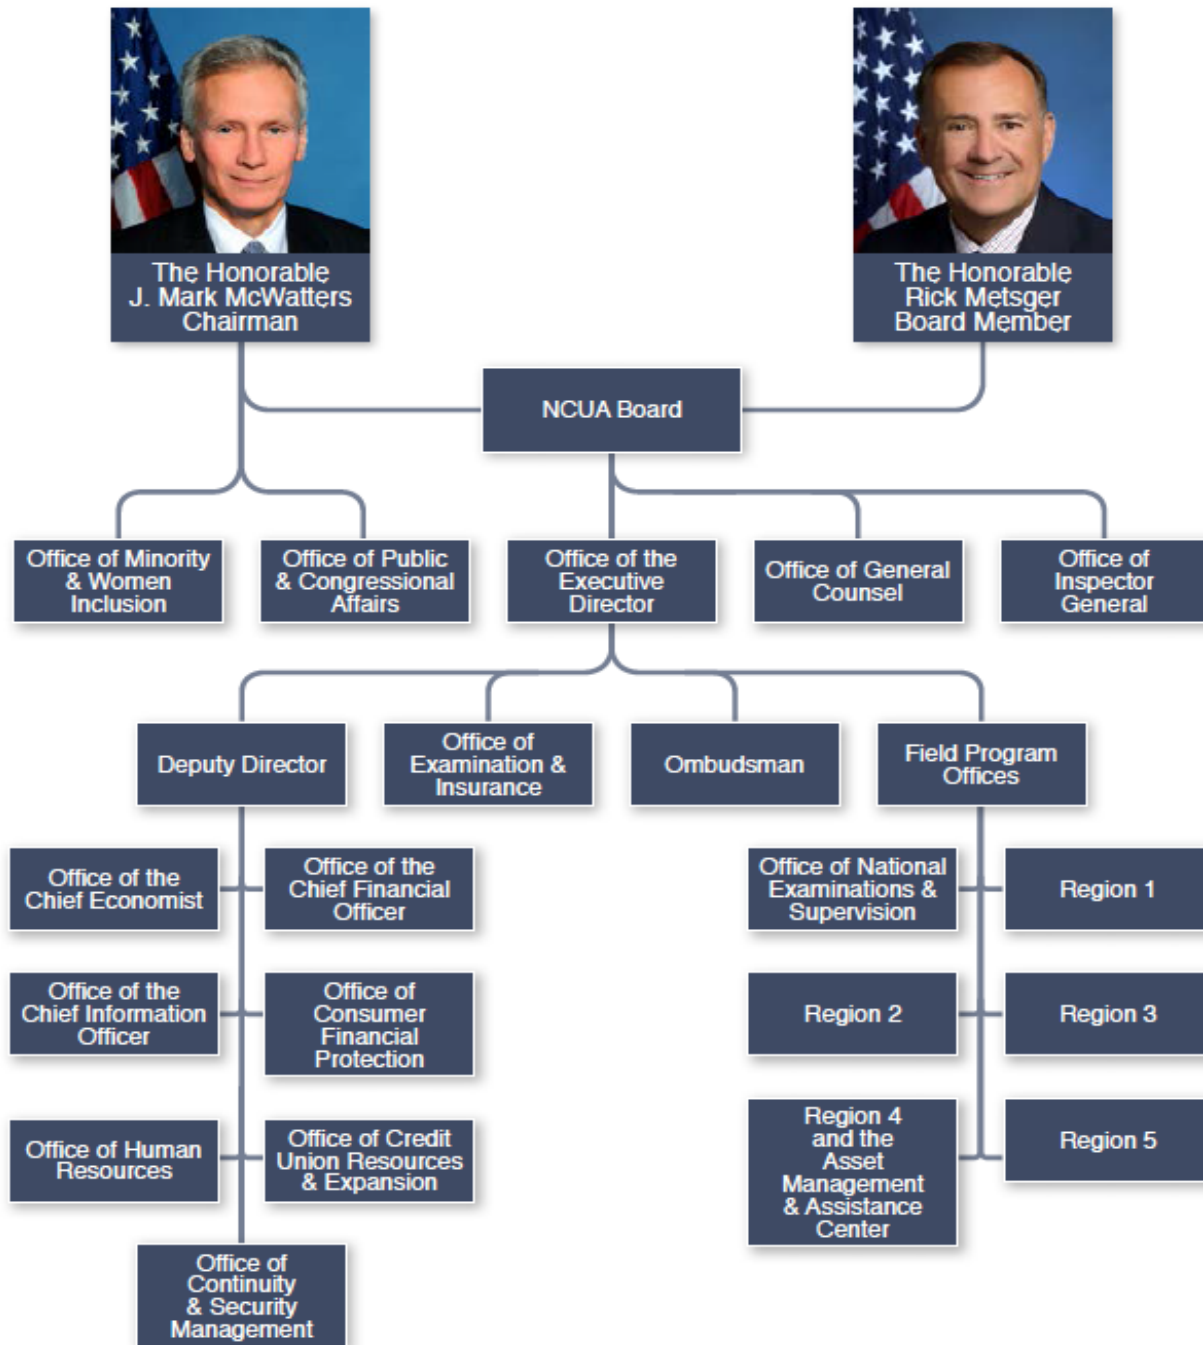 The Honorable
J. Mark McWatters
Chairman
The Honorable
Rick Metsger
Board Member
NCUA Board
Office of Minority
& Women
Inclusion
Office of Public
& Congressional
Affairs
Office of the
Executive
Director
Office of General
Counsel
Office of
Inspector
General
Deputy Director
Office of
Examination &
Insurance
Ombudsman
Field Program
Offices
Office of the
Chief Economist
Office of the
Chief Financial
Officer
Office of National
Examinations &
Supervision
Region 1
Office of the
Chief Information
Officer
Office of
Consumer
Financial
Protection
Region 2
Region 3
Office of Human
Resources
Office of Credit
Union Resources
& Expansion
Region 4
and the
Asset
Management
& Assistance
Center
Region 5
Office of
Continuity
& Security
Management